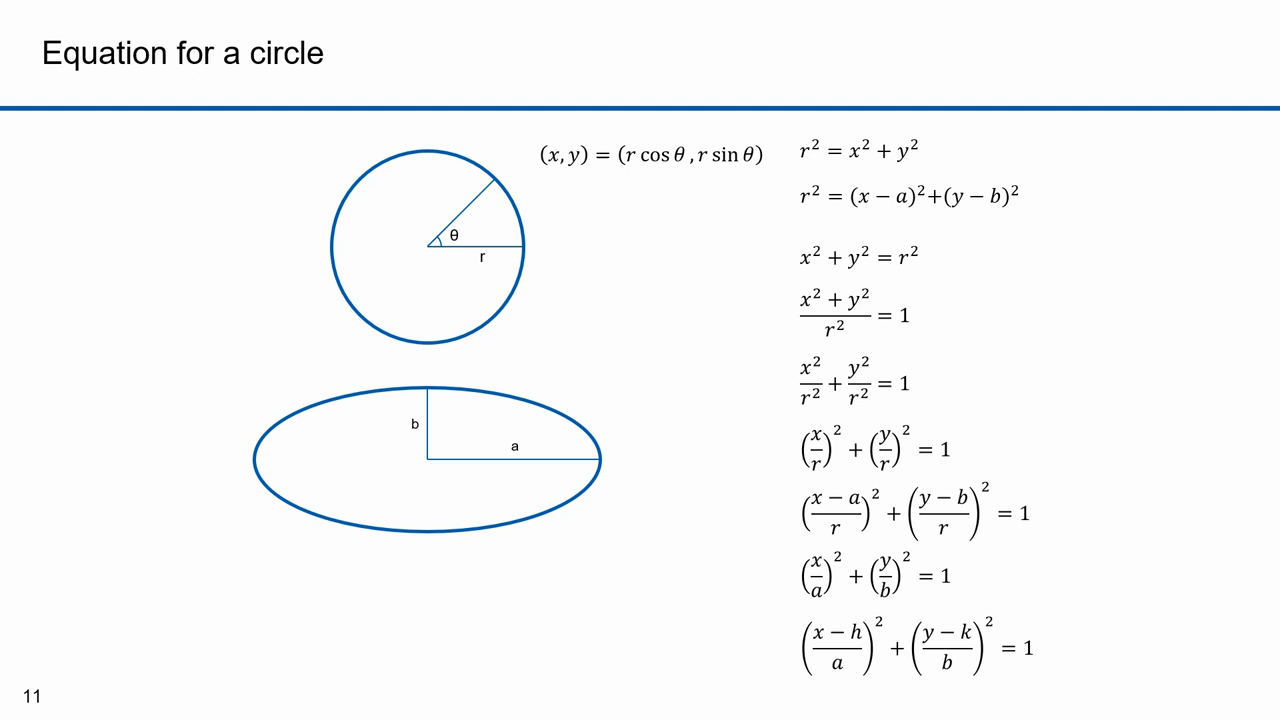 Equation for a circle
(x, y) = (r cos θ , r sin θ)
r² = x² + y²
r² = (x − a)²+(y − b)²
x² + y² = r²
(x² + y²)/r² = 1
x²/r² + y²/r² = 1
(x/r)² + (y/r)² = 1
((x − a)/r)² + ((y − b)/r)² = 1
(x/a)² + (y/b)² = 1
((x − h)/a)² + ((y − k)/b)² = 1
θ
r
b
a
11